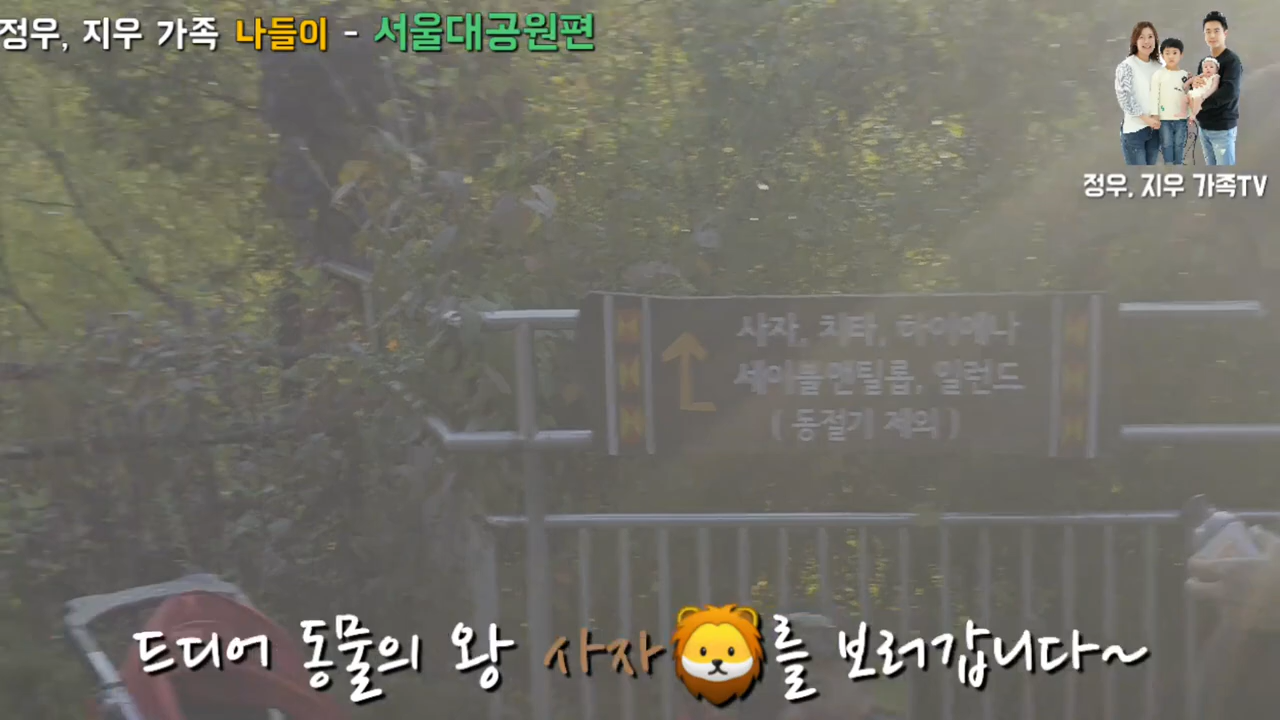 정우, 지우 가족 나들이 - 서울대공원편
정우, 지우 가족TV
사자, 치타, 하이에나
세이블앤틸롭, 일런드
( 동절기 제외 )
드디어 동물의 왕 사자🦁를 보러갑니다~